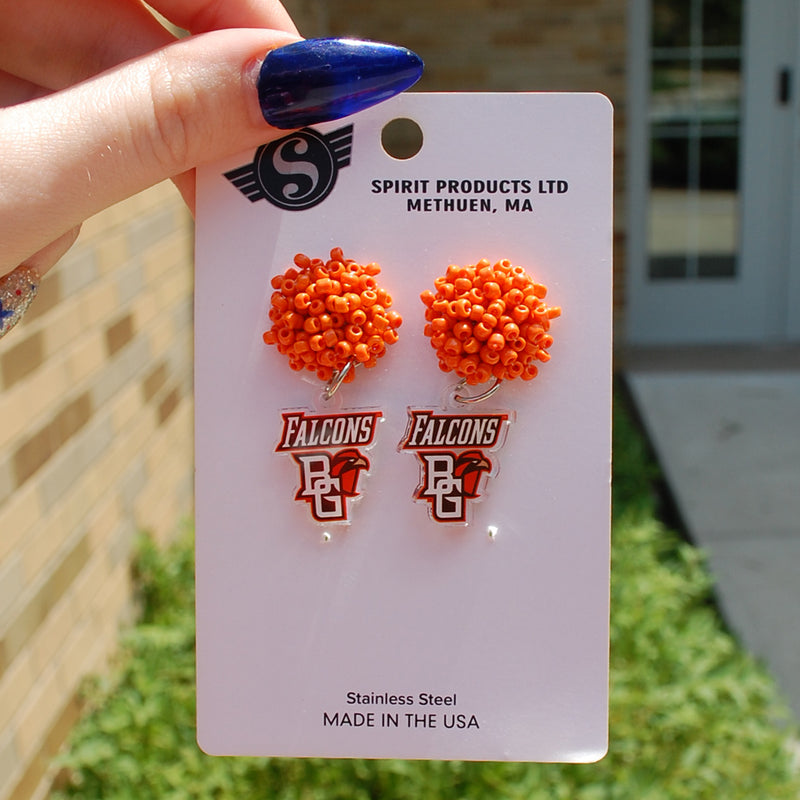 S
SPIRIT PRODUCTS LTD
METHUEN, MA
FALCONS
BG
FALCONS
BG
Stainless Steel
MADE IN THE USA